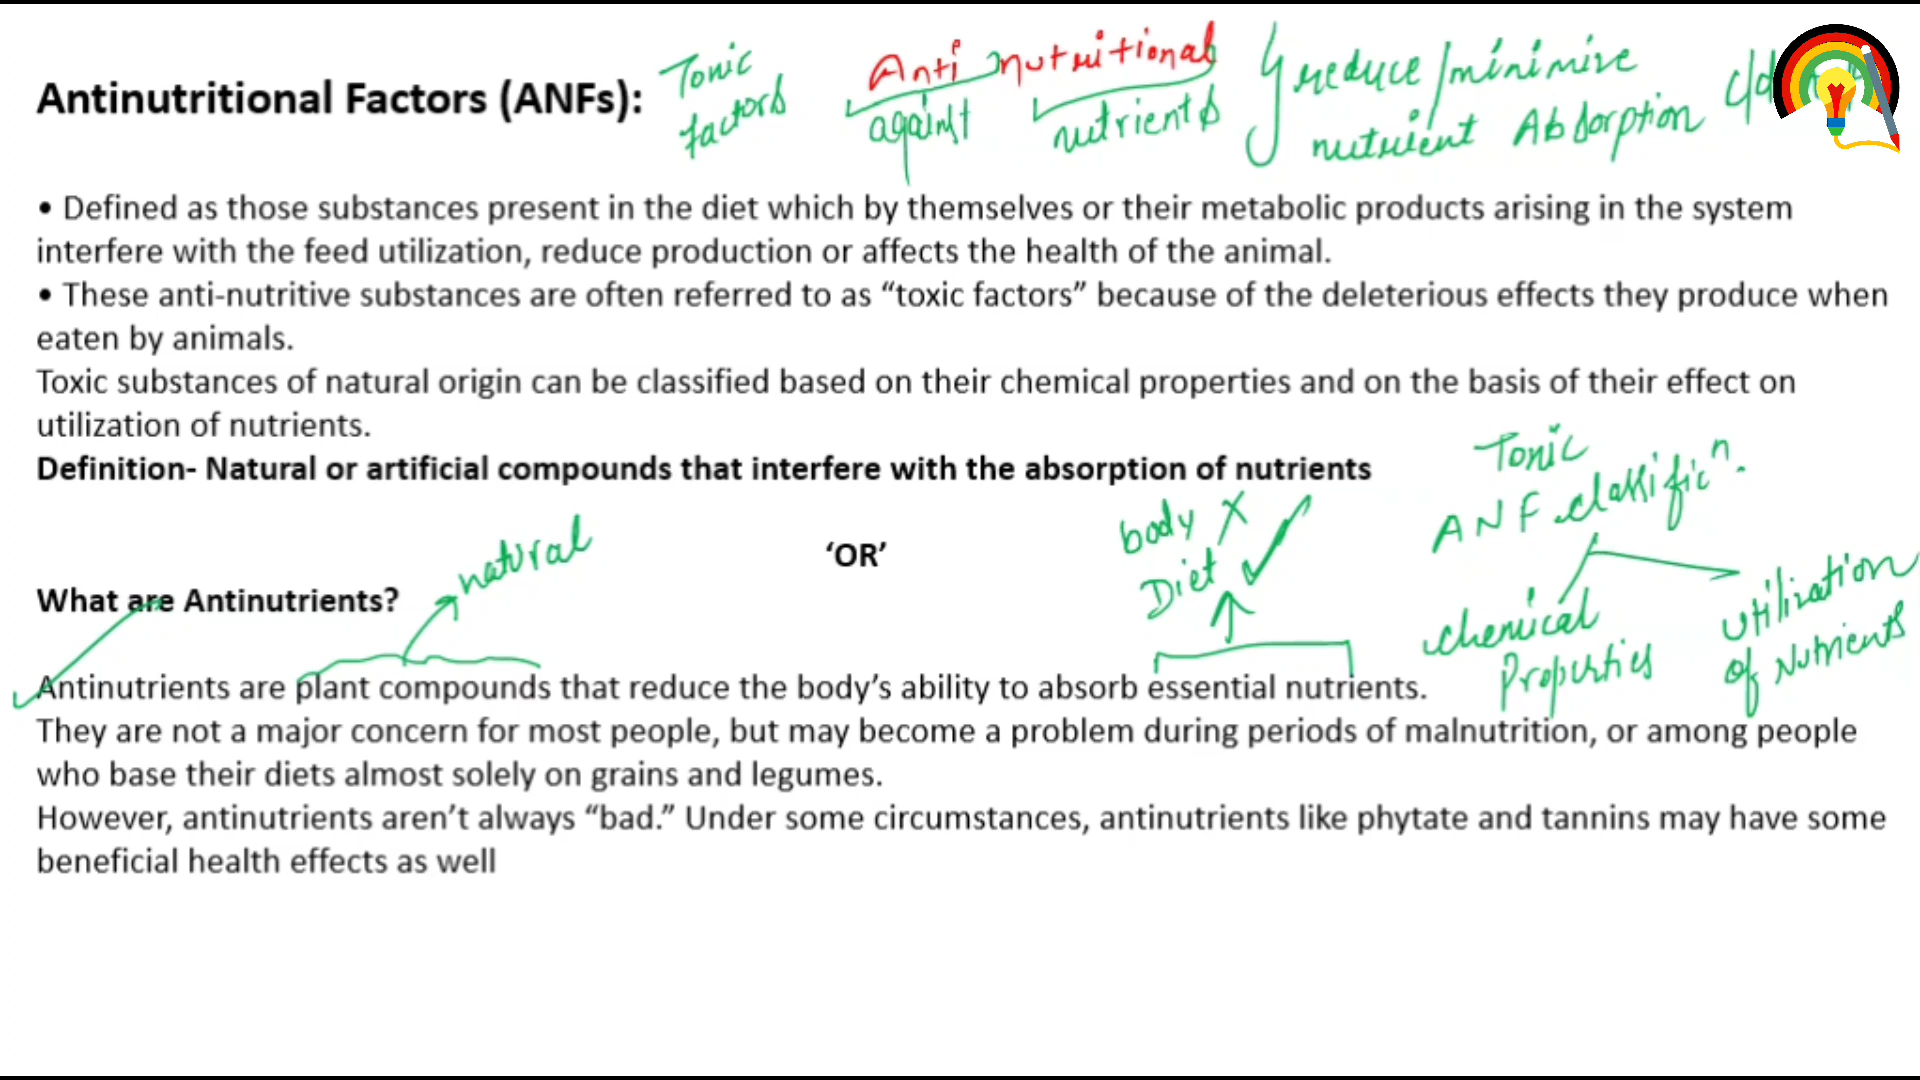 Antinutritional Factors (ANFs):
Toxic
factors
Anti nutritional
against nutrients
reduce/minimize
nutrient Absorption
• Defined as those substances present in the diet which by themselves or their metabolic products arising in the system
interfere with the feed utilization, reduce production or affects the health of the animal.
• These anti-nutritive substances are often referred to as “toxic factors” because of the deleterious effects they produce when
eaten by animals.
Toxic substances of natural origin can be classified based on their chemical properties and on the basis of their effect on
utilization of nutrients.
Definition- Natural or artificial compounds that interfere with the absorption of nutrients
Toxic
ANF classificn.
chemical
Properties
utilization
of Nutrients
body X
Diet ✓
natural
‘OR’
What are Antinutrients?
Antinutrients are plant compounds that reduce the body’s ability to absorb essential nutrients.
They are not a major concern for most people, but may become a problem during periods of malnutrition, or among people
who base their diets almost solely on grains and legumes.
However, antinutrients aren’t always “bad.” Under some circumstances, antinutrients like phytate and tannins may have some
beneficial health effects as well